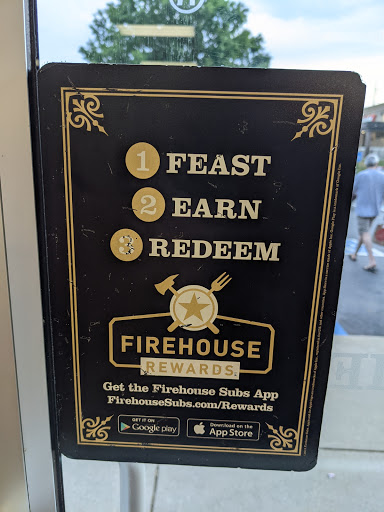 1 FEAST
2 EARN
3 REDEEM
FIREHOUSE
REWARDS
Get the Firehouse Subs App
FirehouseSubs.com/Rewards
GET IT ON
Google play
Download on the
App Store